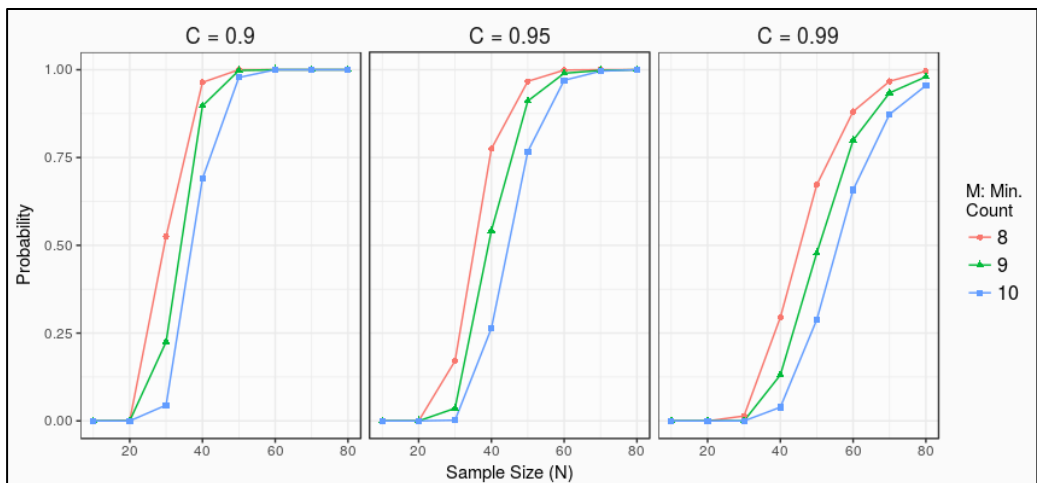 C = 0.9
C = 0.95
C = 0.99
1.00
0.75
0.50
0.25
0.00
Probability
20 40 60 80
20 40 60 80
20 40 60 80
Sample Size (N)
M: Min.
Count
8
9
10